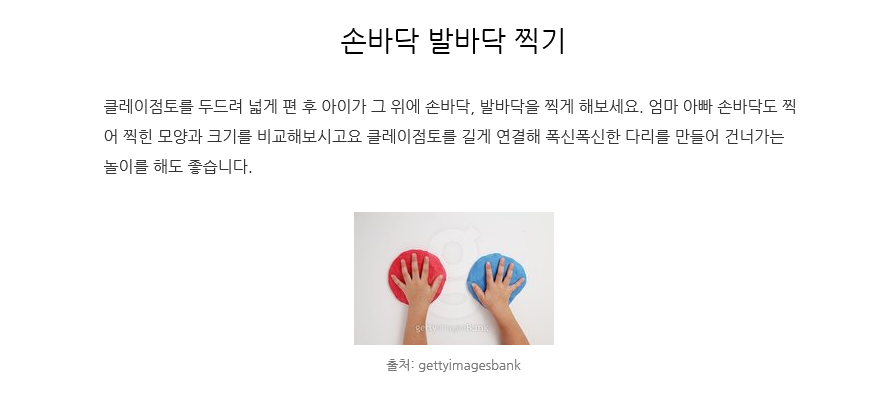 손바닥 발바닥 찍기
클레이점토를 두드려 넓게 편 후 아이가 그 위에 손바닥, 발바닥을 찍게 해보세요. 엄마 아빠 손바닥도 찍
어 찍힌 모양과 크기를 비교해보시고요 클레이점토를 길게 연결해 폭신폭신한 다리를 만들어 건너가는
놀이를 해도 좋습니다.
출처: gettyimagesbank